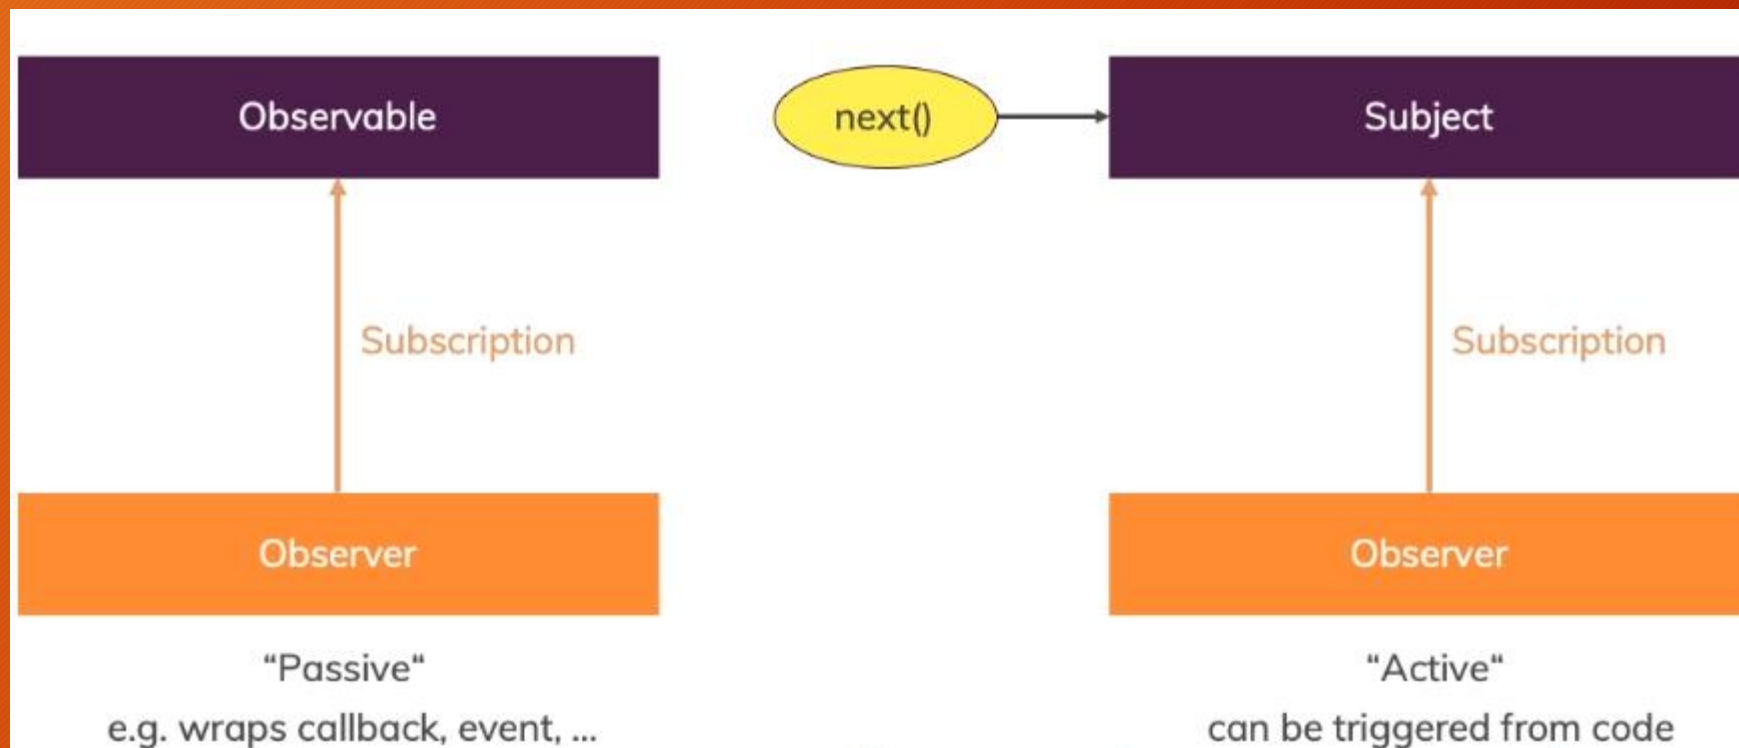 Observable
next()
Subject
Subscription
Subscription
Observer
Observer
“Passive“
“Active“
e.g. wraps callback, event, ...
can be triggered from code